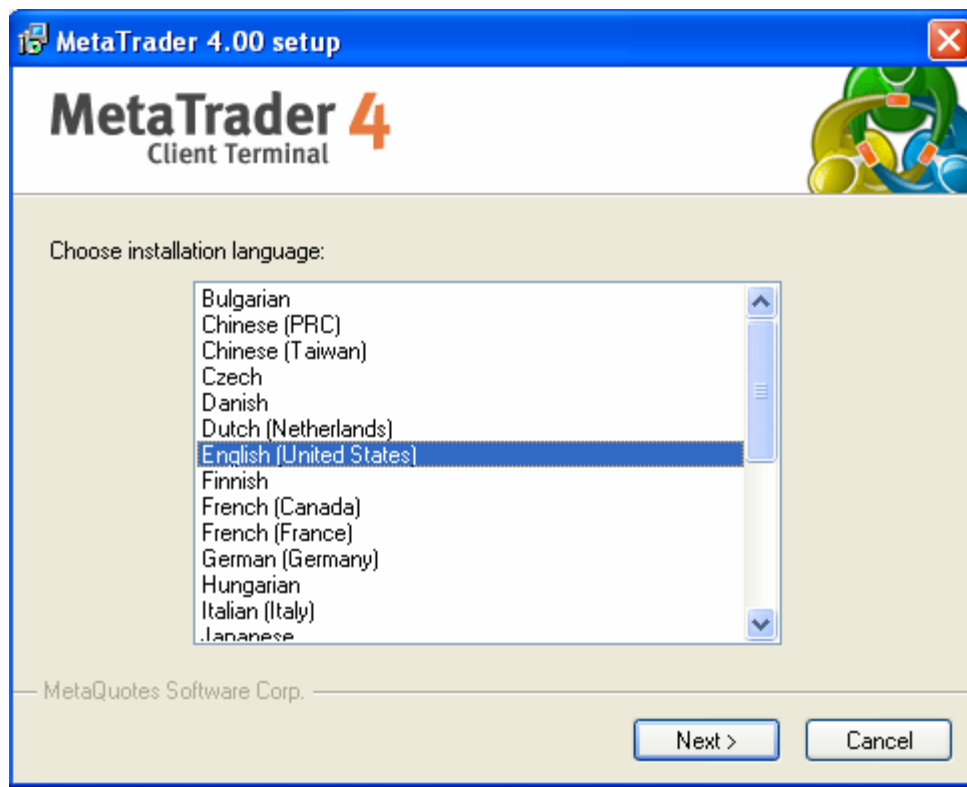 MetaTrader 4.00 setup
MetaTrader 4
Client Terminal
Choose installation language:
Bulgarian
Chinese (PRC)
Chinese (Taiwan)
Czech
Danish
Dutch (Netherlands)
English (United States)
Finnish
French (Canada)
French (France)
German (Germany)
Hungarian
Italian (Italy)
Japanese
MetaQuotes Software Corp.
Next > Cancel